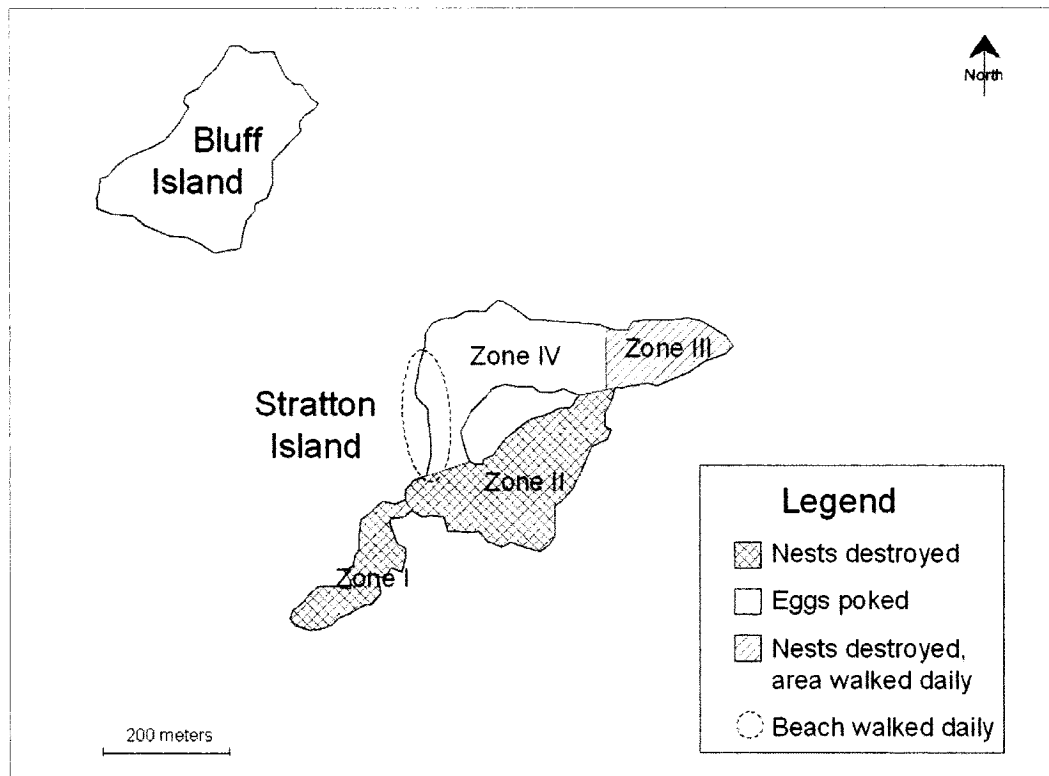 Bluff
Island
North
Zone IV
Zone III
Stratton
Island
Zone II
Zone I
Legend
Nests destroyed
Eggs poked
Nests destroyed,
area walked daily
Beach walked daily
200 meters